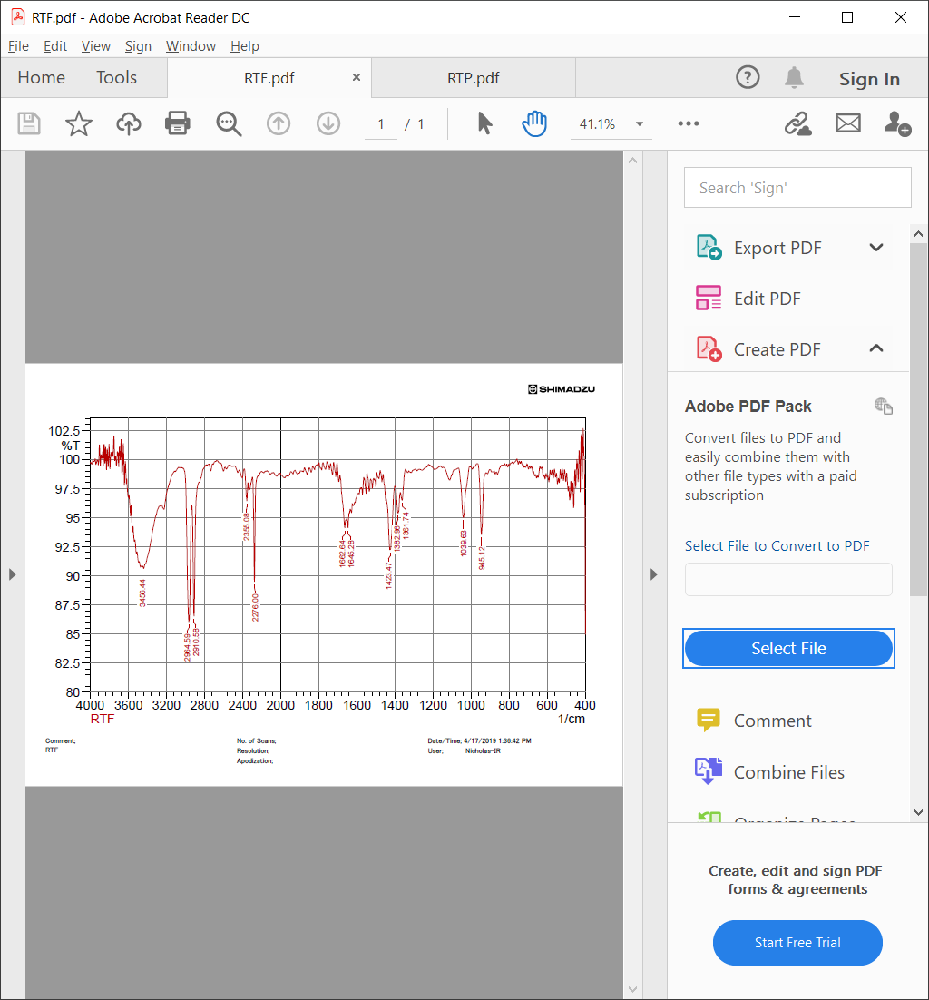 RTF.pdf - Adobe Acrobat Reader DC
File Edit View Sign Window Help
Home Tools RTF.pdf × RTP.pdf ? Sign In
1 / 1 41.1%
Search 'Sign'
Export PDF
Edit PDF
Create PDF
Adobe PDF Pack
Convert files to PDF and
easily combine them with
other file types with a paid
subscription
Select File to Convert to PDF
Select File
Comment
Combine Files
Organize Pages
Create, edit and sign PDF
forms & agreements
Start Free Trial
SHIMADZU
102.5
%T
100
97.5
95
92.5
90
87.5
85
82.5
80
3456.44
2964.59
2910.58
2355.08
2276.00
1662.64
1645.28
1423.47
1382.96
1361.74
1039.63
945.12
4000 3600 3200 2800 2400 2000 1800 1600 1400 1200 1000 800 600 400
RTF 1/cm
Comment;
RTF
No. of Scans;
Resolution;
Apodization;
Date/Time; 4/17/2019 1:36:42 PM
User; Nicholas-IR